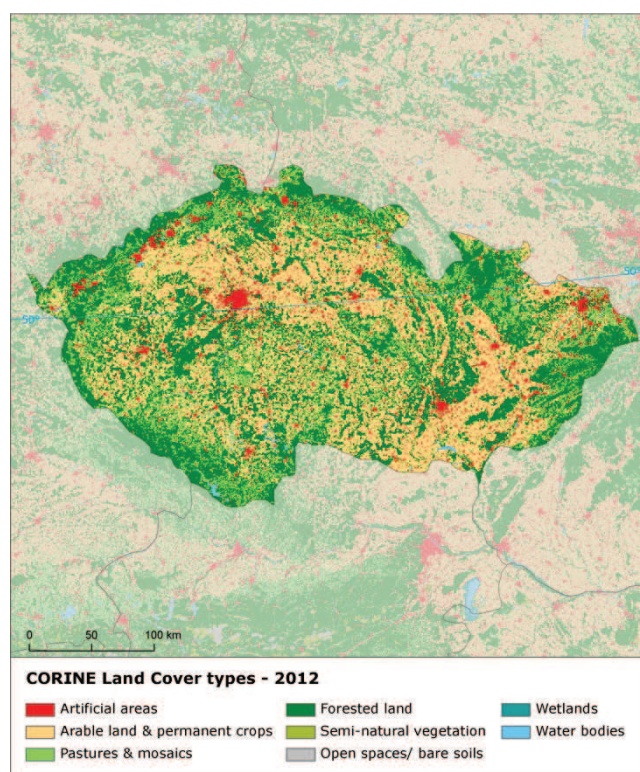 50°
50°
0 50 100 km
CORINE Land Cover types - 2012
Artificial areas
Forested land
Wetlands
Arable land & permanent crops
Semi-natural vegetation
Water bodies
Pastures & mosaics
Open spaces/ bare soils